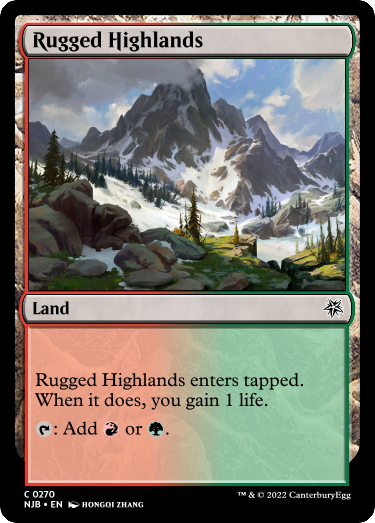 Rugged Highlands
Land
Rugged Highlands enters tapped.
When it does, you gain 1 life.
: Add or .
C 0270
NJB • EN HONGQI ZHANG
™ & © 2022 CanterburyEgg